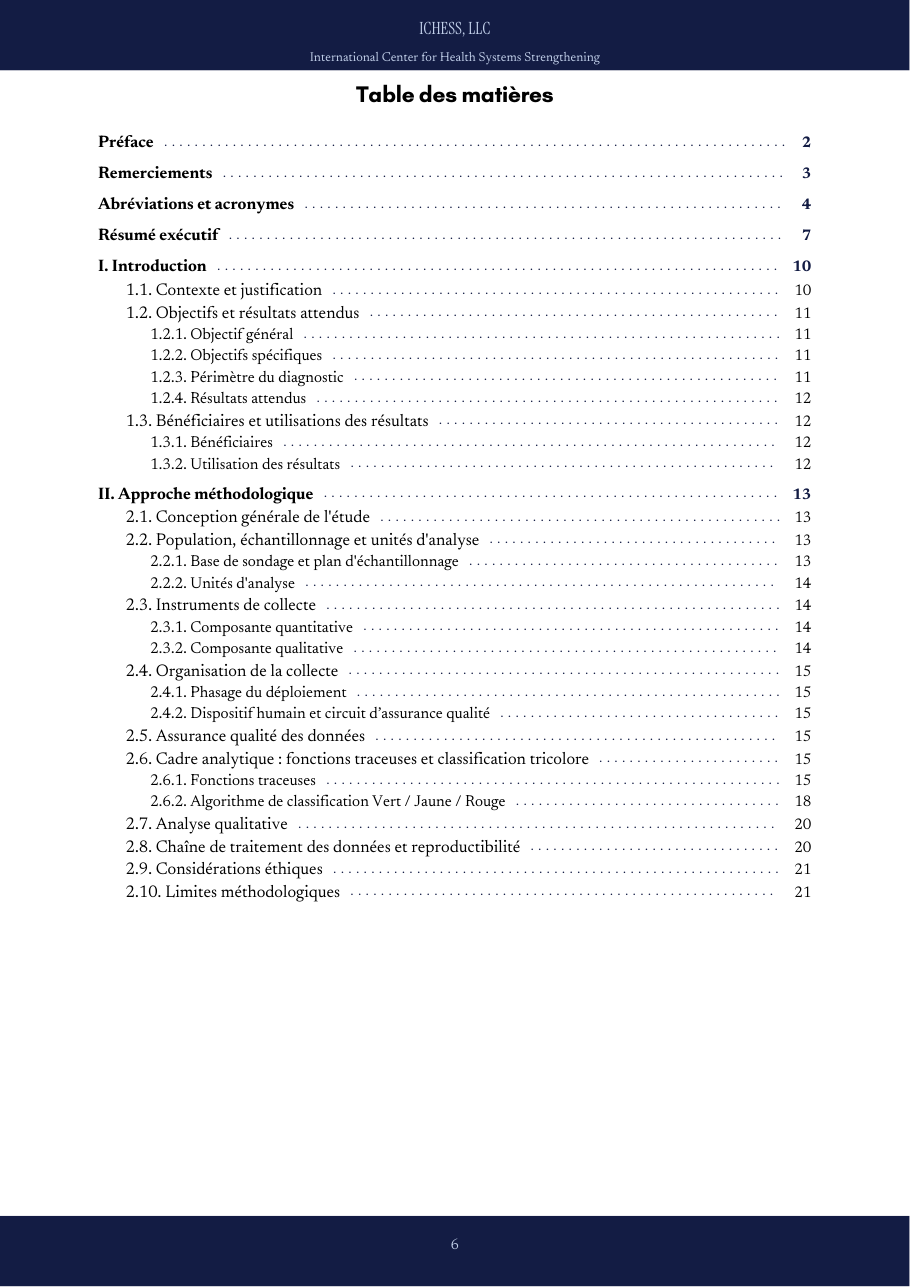 ICHESS, LLC
International Center for Health Systems Strengthening
Table des matières
Préface 2
Remerciements 3
Abréviations et acronymes 4
Résumé exécutif 7
I. Introduction 10
1.1. Contexte et justification 10
1.2. Objectifs et résultats attendus 11
1.2.1. Objectif général 11
1.2.2. Objectifs spécifiques 11
1.2.3. Périmètre du diagnostic 11
1.2.4. Résultats attendus 12
1.3. Bénéficiaires et utilisations des résultats 12
1.3.1. Bénéficiaires 12
1.3.2. Utilisation des résultats 12
II. Approche méthodologique 13
2.1. Conception générale de l'étude 13
2.2. Population, échantillonnage et unités d'analyse 13
2.2.1. Base de sondage et plan d'échantillonnage 13
2.2.2. Unités d'analyse 14
2.3. Instruments de collecte 14
2.3.1. Composante quantitative 14
2.3.2. Composante qualitative 14
2.4. Organisation de la collecte 15
2.4.1. Phasage du déploiement 15
2.4.2. Dispositif humain et circuit d’assurance qualité 15
2.5. Assurance qualité des données 15
2.6. Cadre analytique : fonctions traceuses et classification tricolore 15
2.6.1. Fonctions traceuses 15
2.6.2. Algorithme de classification Vert / Jaune / Rouge 18
2.7. Analyse qualitative 20
2.8. Chaîne de traitement des données et reproductibilité 20
2.9. Considérations éthiques 21
2.10. Limites méthodologiques 21
6